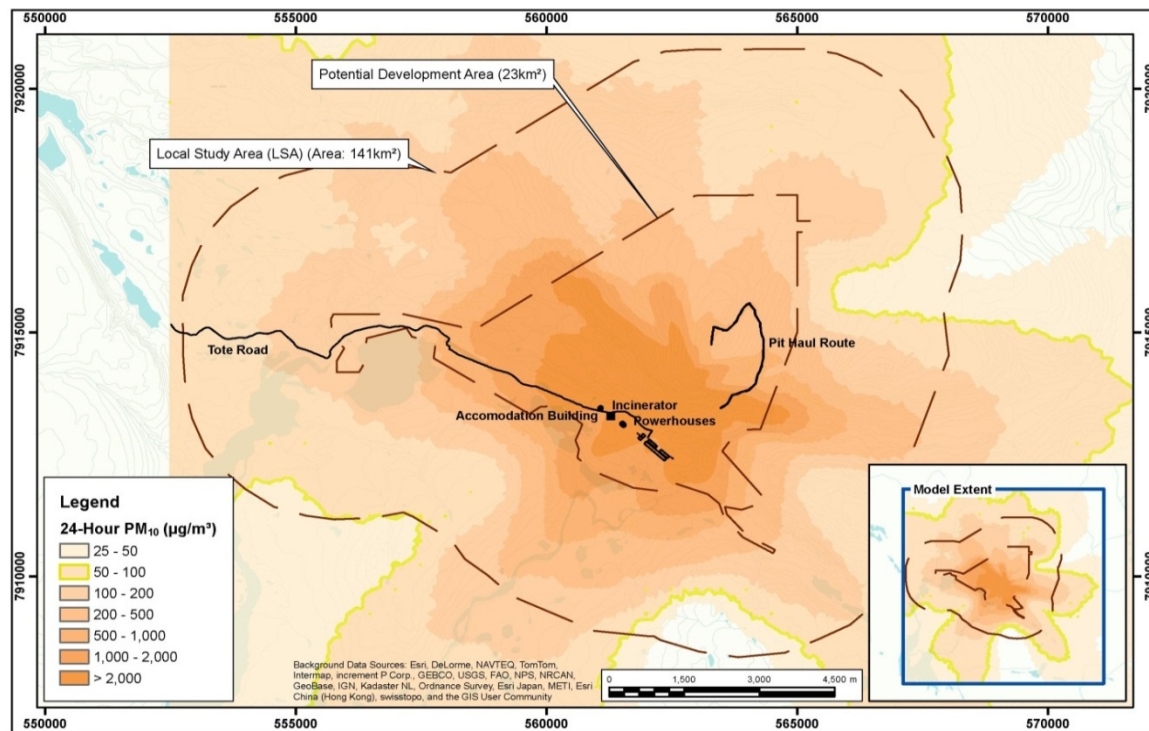 550000
555000
560000
565000
570000
7920000
7920000
Potential Development Area (23km²)
Local Study Area (LSA) (Area: 141km²)
7915000
7915000
Tote Road
Pit Haul Route
Incinerator
Accomodation Building
Powerhouses
Legend
24-Hour PM₁₀ (µg/m³)
25 - 50
50 - 100
100 - 200
200 - 500
500 - 1,000
1,000 - 2,000
> 2,000
7910000
7910000
Model Extent
Background Data Sources: Esri, DeLorme, NAVTEQ, TomTom,
Intermap, increment P Corp., GEBCO, USGS, FAO, NPS, NRCAN,
GeoBase, IGN, Kadaster NL, Ordnance Survey, Esri Japan, METI, Esri
China (Hong Kong), swisstopo, and the GIS User Community
0 1,500 3,000 4,500 m
550000
555000
560000
565000
570000